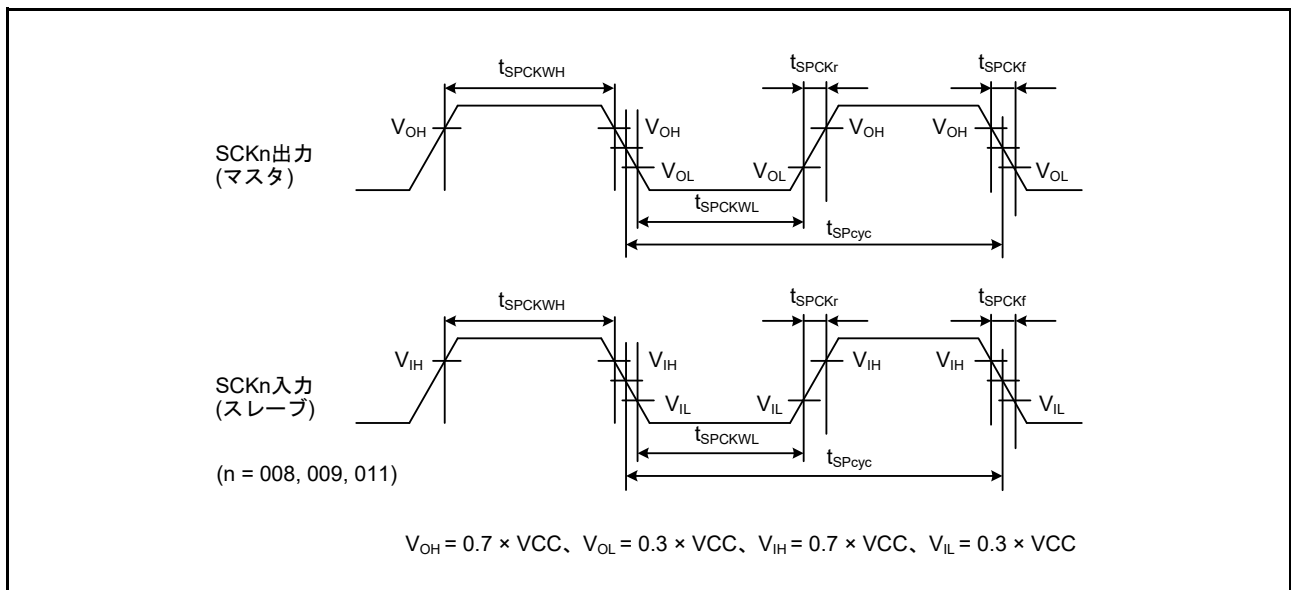 tSPCKWH tSPCKr tSPCKf
VOH VOH VOH VOH
SCKn出力
(マスタ)
VOL VOL VOL
tSPCKWL
tSPcyc
tSPCKWH tSPCKr tSPCKf
VIH VIH VIH VIH
SCKn入力
(スレーブ)
VIL VIL VIL
tSPCKWL
tSPcyc
(n = 008, 009, 011)
VOH = 0.7 × VCC、VOL = 0.3 × VCC、VIH = 0.7 × VCC、VIL = 0.3 × VCC